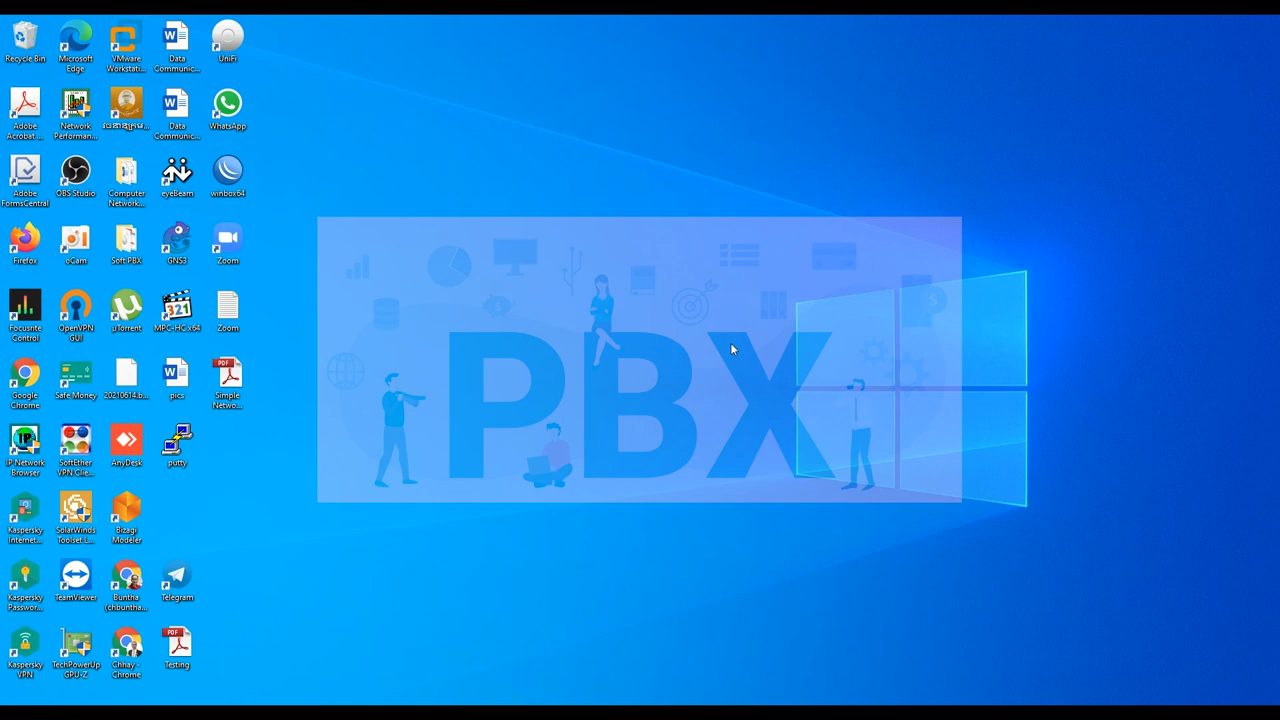 Recycle Bin
Microsoft
Edge
VMware
Workstati...
Data
Communic...
UniFi
Adobe
Acrobat ...
Network
Performan...
Data
Communic...
WhatsApp
Adobe
FormsCentral
OBS Studio
Computer
Network...
eyeBeam
winbox64
Firefox
oCam
Soft PBX
GNS3
Zoom
Focusrite
Control
OpenVPN
GUI
µTorrent
MPC-HC x64
Zoom
Google
Chrome
Safe Money
20210614.b...
pics
Simple
Netwo...
IP Network
Browser
SoftEther
VPN Clie...
AnyDesk
putty
Kaspersky
Internet...
SolarWinds
Toolset L...
Bizagi
Modeler
Kaspersky
Passwor...
TeamViewer
Buntha
(chbuntha...
Telegram
Kaspersky
VPN
TechPowerUp
GPU-Z
Chhay -
Chrome
Testing
PBX